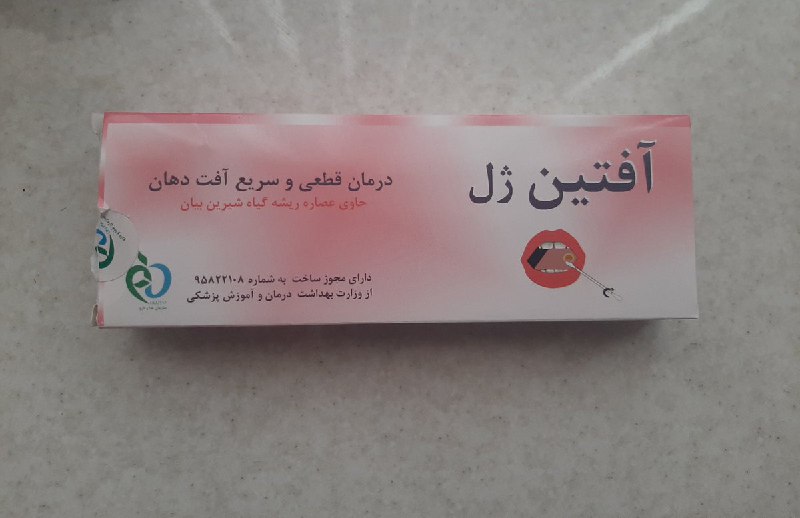 آفتین ژل
درمان قطعی و سریع آفت دهان
حاوی عصاره ریشه گیاه شیرین بیان
دارای مجوز ساخت به شماره ۹۵۸۲۲۱۰۸
از وزارت بهداشت درمان و آموزش پزشکی